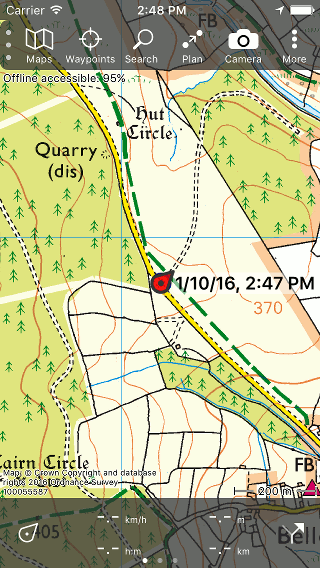 Carrier 2:48 PM
FB
Maps Waypoints Search Plan Camera More
Offline accessible: 95%
Hut
Circle
Quarry
(dis)
1/10/16, 2:47 PM
370
Cairn Circle
FB
Map: © Crown Copyright and database
rights 2016 Ordnance Survey
100055587
200 m
405
-.- km/h -.- m
Belle
-:- h:m -.- km